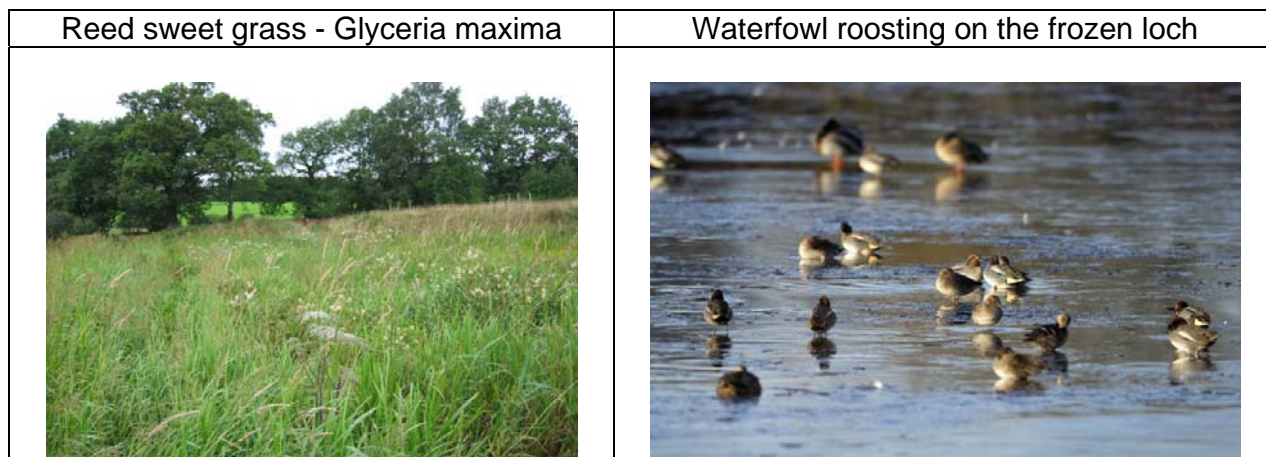 Reed sweet grass - Glyceria maxima
Waterfowl roosting on the frozen loch